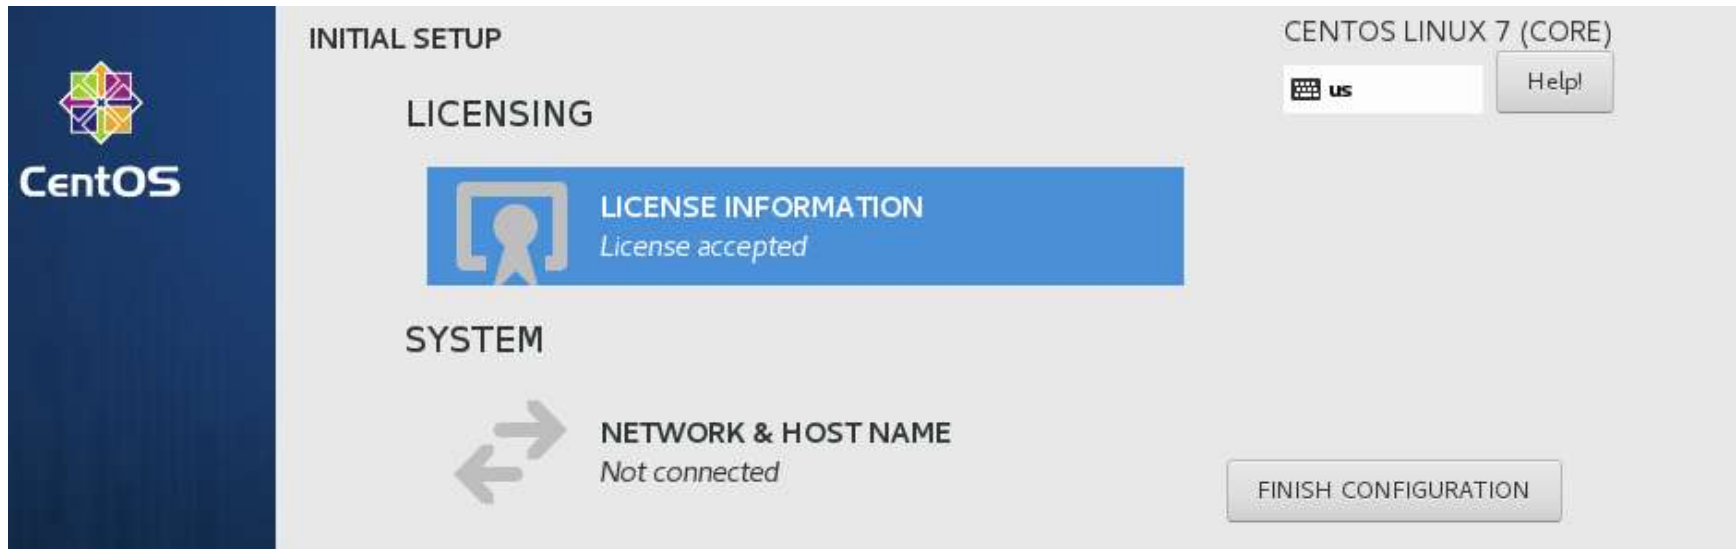 CentOS
INITIAL SETUP
CENTOS LINUX 7 (CORE)
us
Help!
LICENSING
LICENSE INFORMATION
License accepted
SYSTEM
NETWORK & HOST NAME
Not connected
FINISH CONFIGURATION